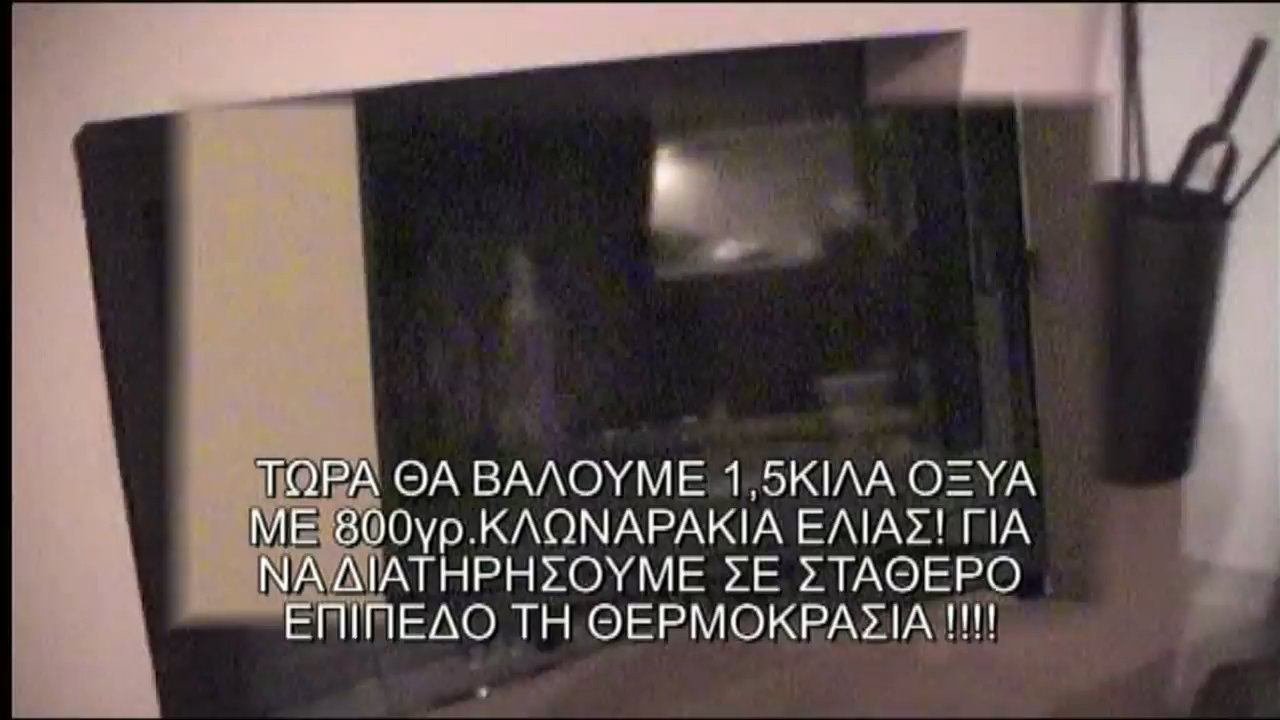 ΤΩΡΑ ΘΑ ΒΑΛΟΥΜΕ 1,5ΚΙΛΑ ΟΞΥΑ
ΜΕ 800γρ.ΚΛΩΝΑΡΑΚΙΑ ΕΛΙΑΣ! ΓΙΑ
ΝΑ ΔΙΑΤΗΡΗΣΟΥΜΕ ΣΕ ΣΤΑΘΕΡΟ
ΕΠΙΠΕΔΟ ΤΗ ΘΕΡΜΟΚΡΑΣΙΑ !!!!